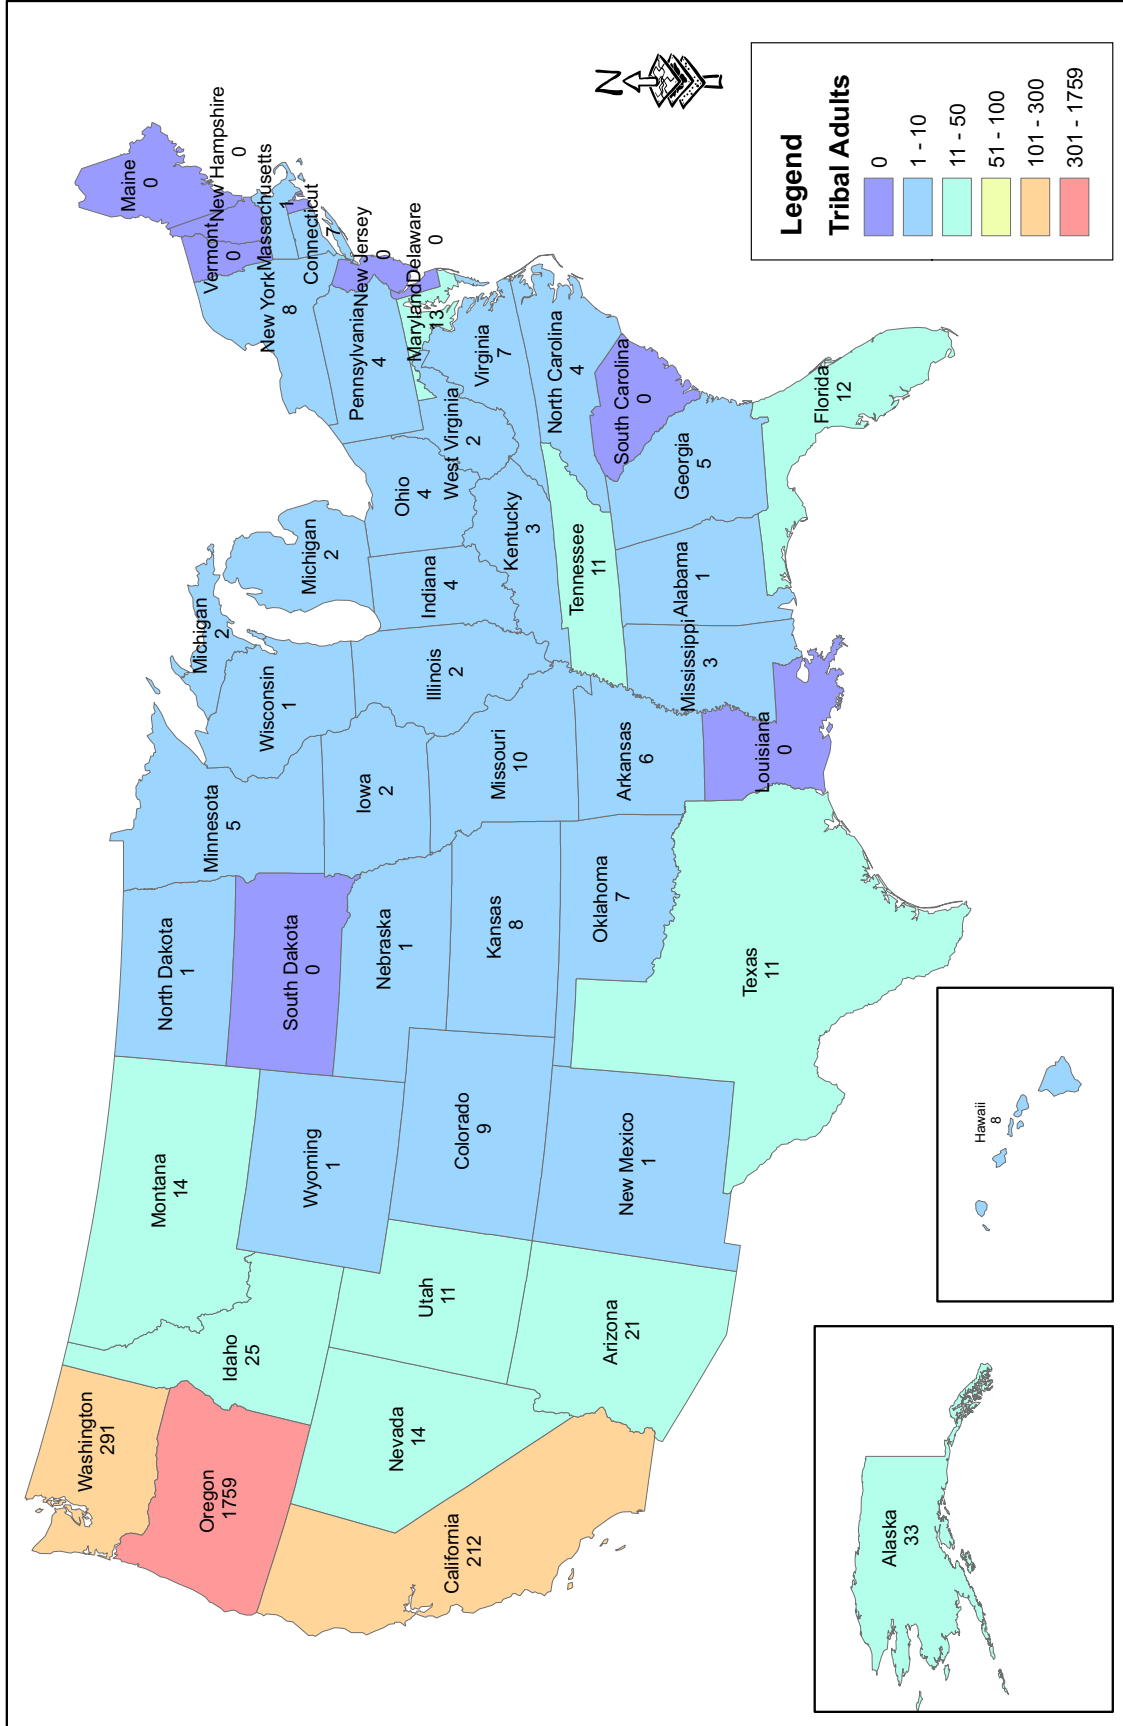 Washington
291
Oregon
1759
California
212
Idaho
25
Nevada
14
Montana
14
Utah
11
Arizona
21
Wyoming
1
Colorado
9
New Mexico
1
North Dakota
1
South Dakota
0
Nebraska
1
Kansas
8
Oklahoma
7
Texas
11
Minnesota
5
Iowa
2
Missouri
10
Arkansas
6
Louisiana
0
Wisconsin
1
Michigan
2
Michigan
2
Illinois
2
Indiana
4
Ohio
4
Kentucky
3
Tennessee
11
Mississippi
3
Alabama
1
Georgia
5
Florida
12
South Carolina
0
North Carolina
4
Virginia
7
West Virginia
2
Maryland
13
Delaware
0
Pennsylvania
4
New Jersey
0
New York
8
Connecticut
7
Massachusetts
1
Vermont
0
New Hampshire
0
Maine
0
Alaska
33
Hawaii
8
N
Legend
Tribal Adults
0
1 - 10
11 - 50
51 - 100
101 - 300
301 - 1759